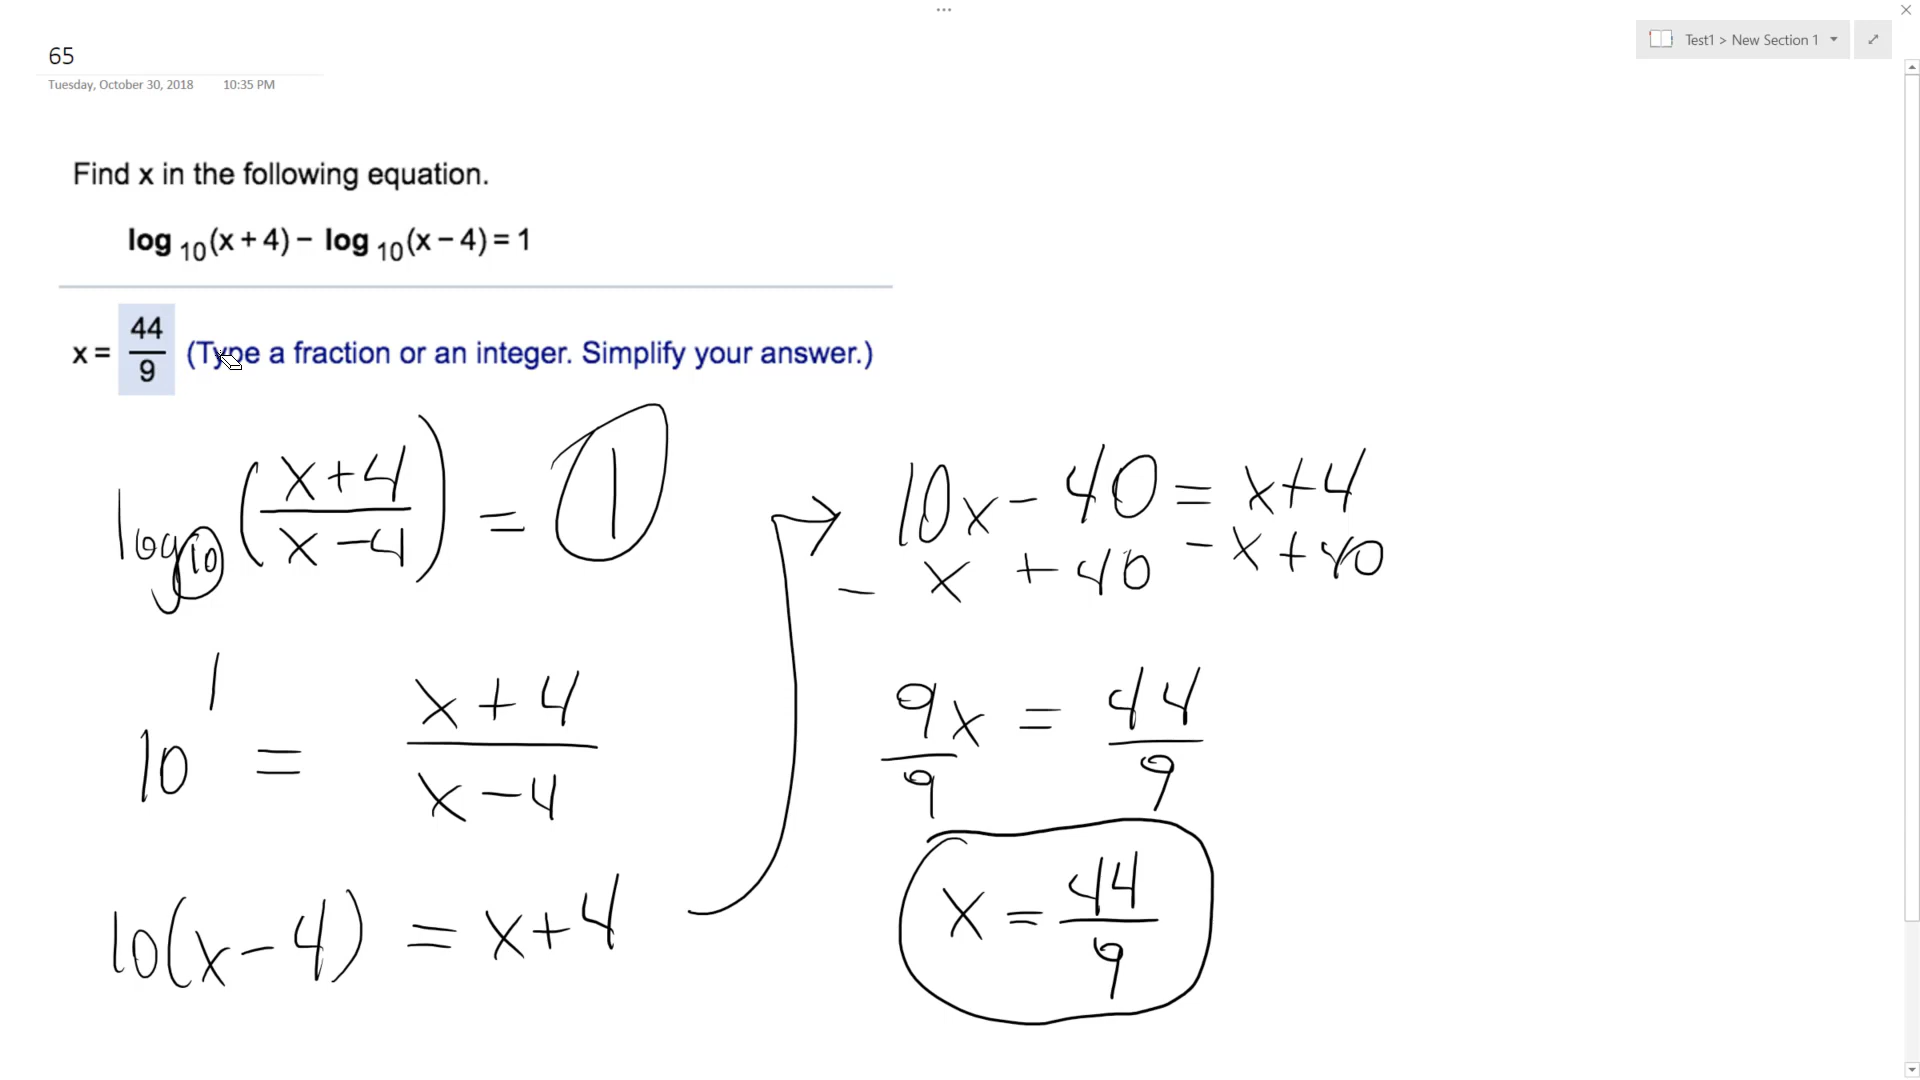 ...
65
Test1 > New Section 1
Tuesday, October 30, 2018 10:35 PM
Find x in the following equation.
log 10(x + 4) − log 10(x − 4) = 1
x = 44/9 (Type a fraction or an integer. Simplify your answer.)
log10 (x+4 / x−4) = 1
10^1 = x+4 / x−4
10(x−4) = x+4
10x − 40 = x+4
− x + 40 − x + 40
9x/9 = 44/9
x = 44/9